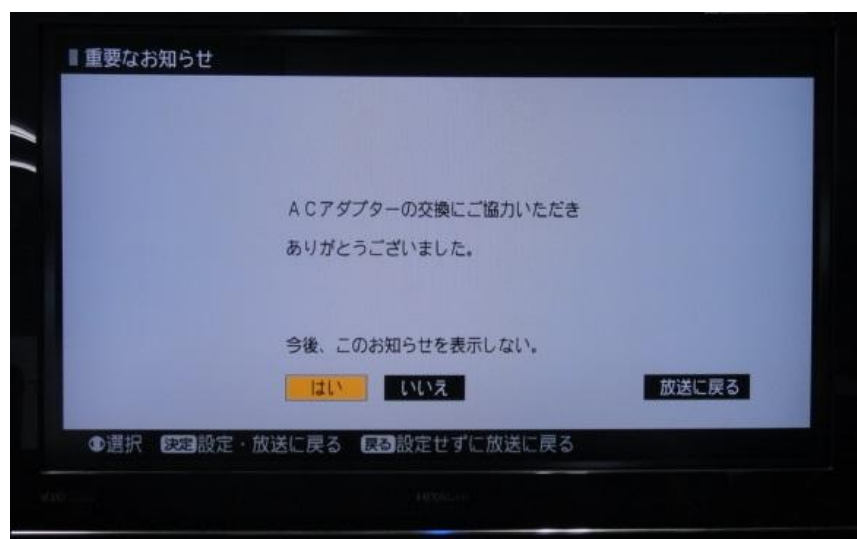 重要なお知らせ
ACアダプターの交換にご協力いただき
ありがとうございました。
今後、このお知らせを表示しない。
はい いいえ 放送に戻る
選択 決定 設定・放送に戻る 戻る 設定せずに放送に戻る